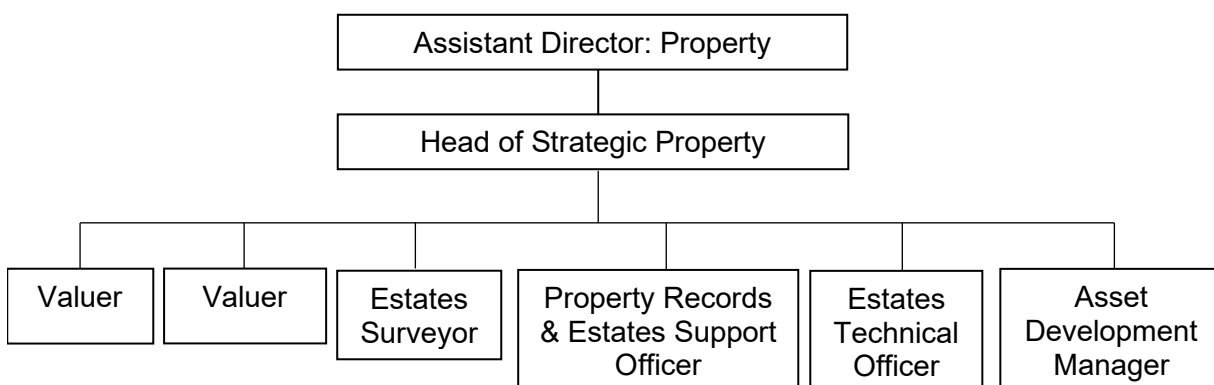 Assistant Director: Property
Head of Strategic Property
Valuer
Valuer
Estates
Surveyor
Property Records
& Estates Support
Officer
Estates
Technical
Officer
Asset
Development
Manager